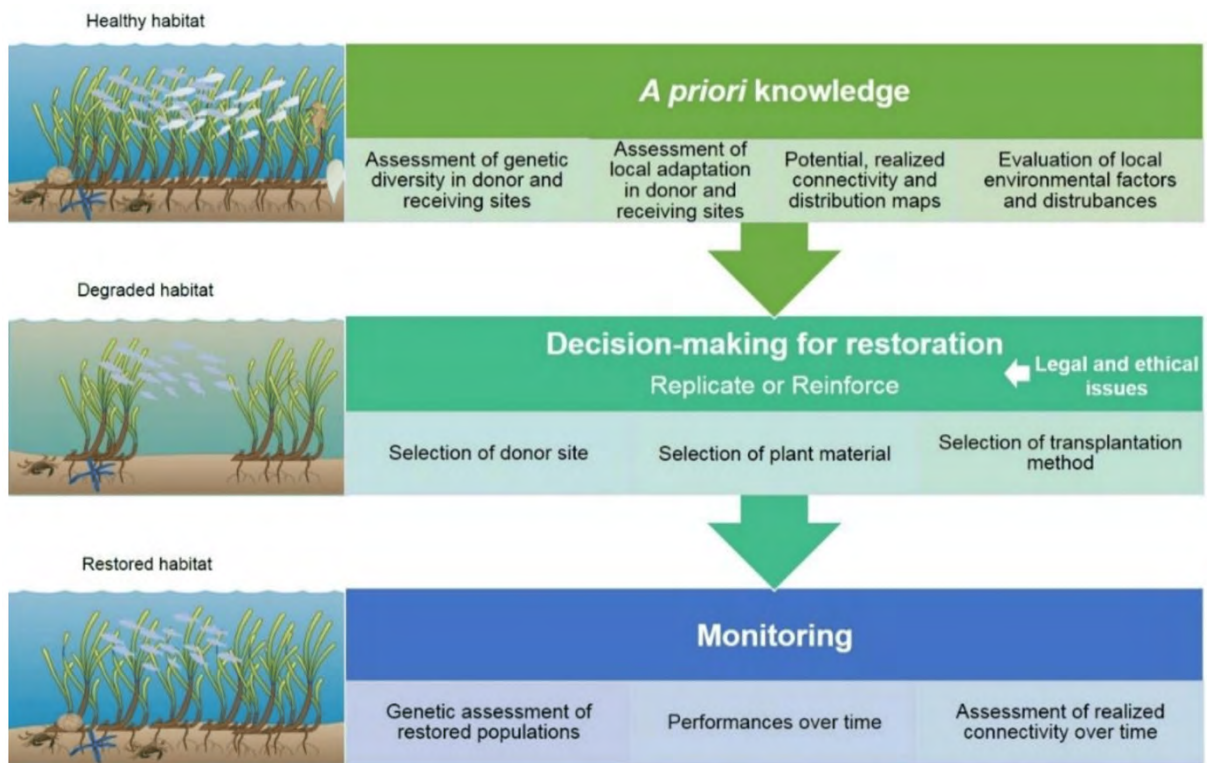 Healthy habitat
A priori knowledge
Assessment of genetic
diversity in donor and
receiving sites
Assessment of
local adaptation
in donor and
receiving sites
Potential, realized
connectivity and
distribution maps
Evaluation of local
environmental factors
and distrubances
Degraded habitat
Decision-making for restoration
Replicate or Reinforce
Legal and ethical
issues
Selection of donor site
Selection of plant material
Selection of transplantation
method
Restored habitat
Monitoring
Genetic assessment of
restored populations
Performances over time
Assessment of realized
connectivity over time